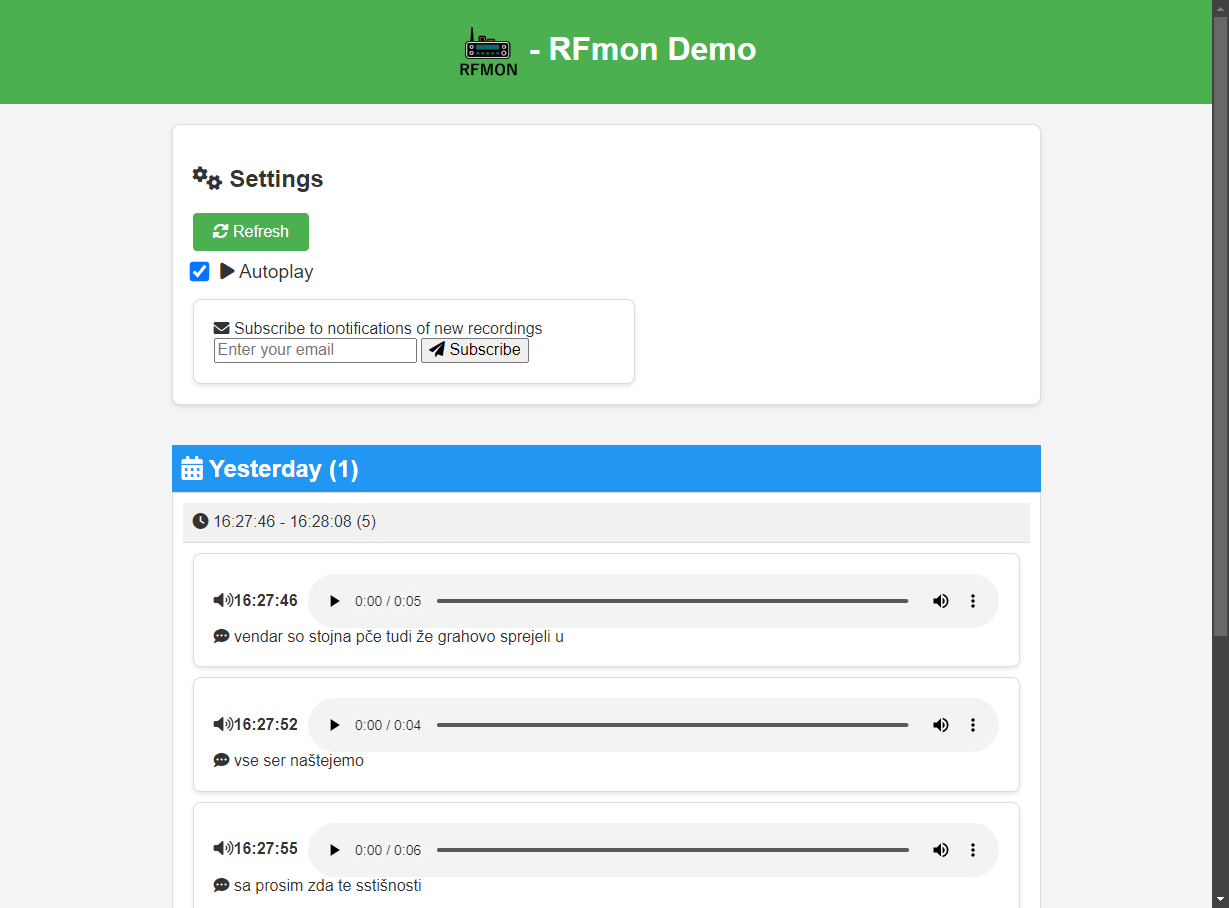 RFMON
- RFmon Demo
Settings
Refresh
Autoplay
Subscribe to notifications of new recordings
Enter your email Subscribe
Yesterday (1)
16:27:46 - 16:28:08 (5)
16:27:46 0:00 / 0:05
vendar so stojna pče tudi že grahovo sprejeli u
16:27:52 0:00 / 0:04
vse ser naštejemo
16:27:55 0:00 / 0:06
sa prosim zda te sstišnosti